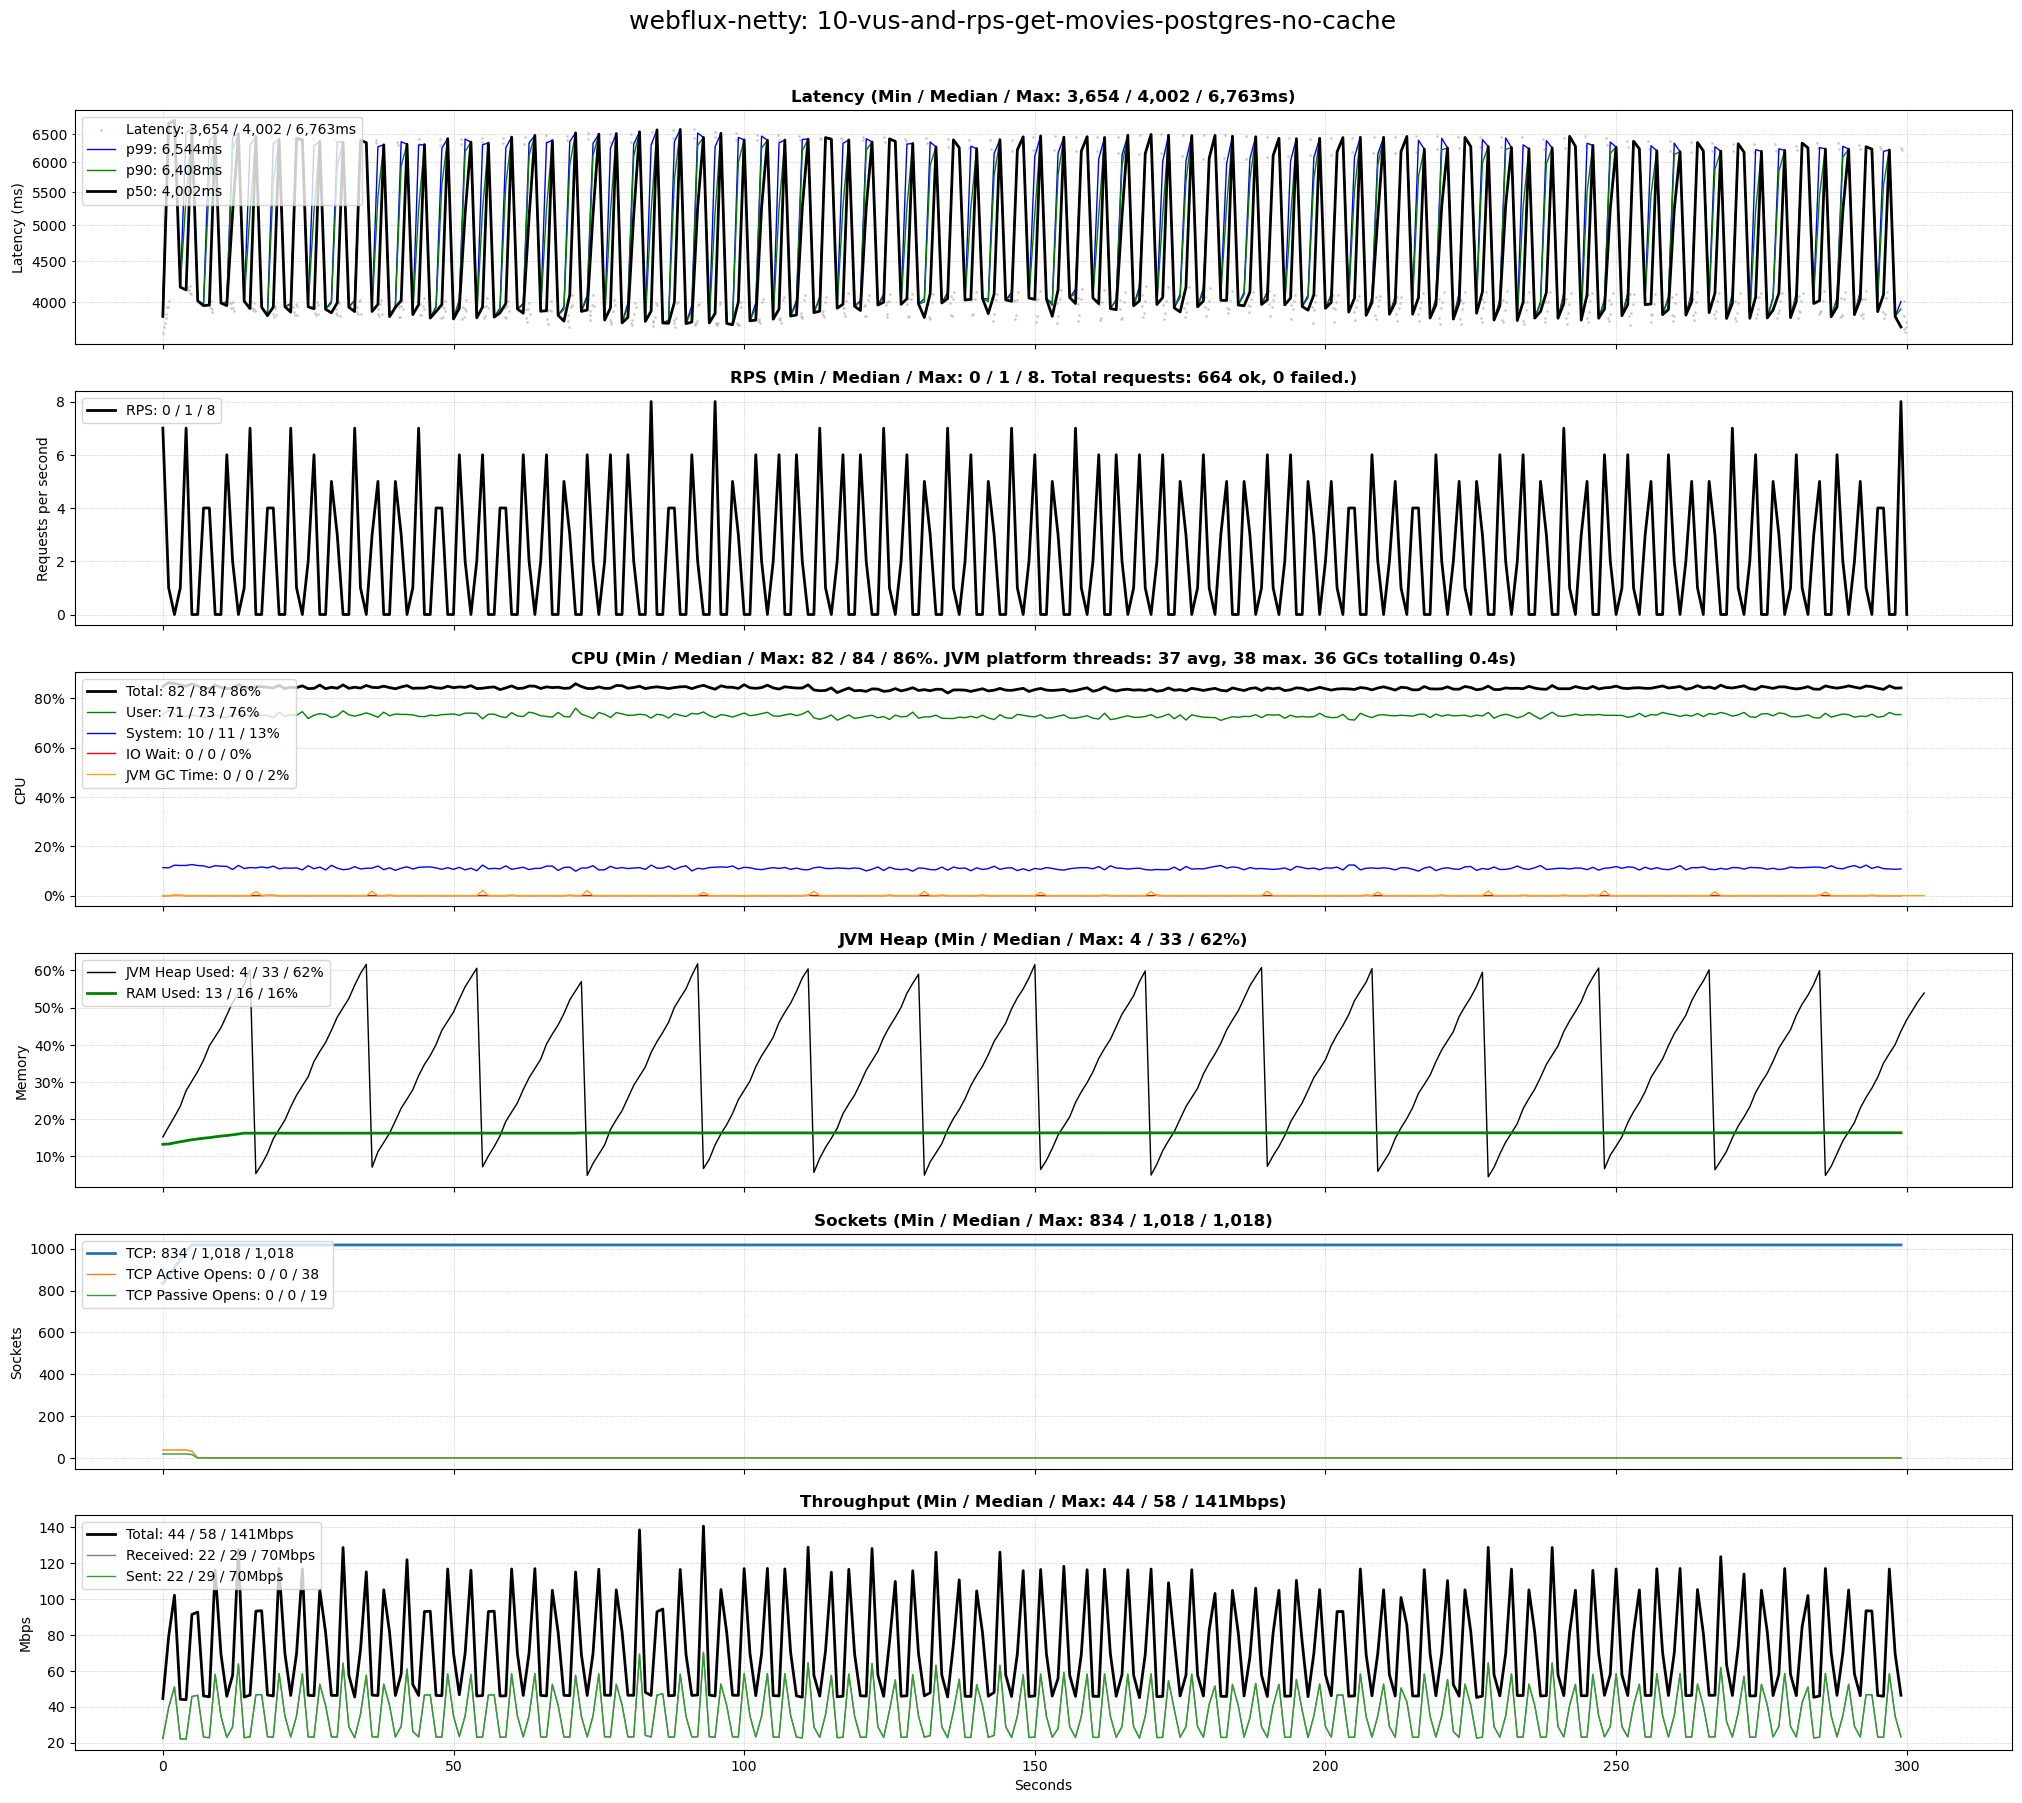 webflux-netty: 10-vus-and-rps-get-movies-postgres-no-cache
Latency (Min / Median / Max: 3,654 / 4,002 / 6,763ms)
Latency (ms)
6500
6000
5500
5000
4500
4000
Latency: 3,654 / 4,002 / 6,763ms
p99: 6,544ms
p90: 6,408ms
p50: 4,002ms
RPS (Min / Median / Max: 0 / 1 / 8. Total requests: 664 ok, 0 failed.)
Requests per second
8
6
4
2
0
RPS: 0 / 1 / 8
CPU (Min / Median / Max: 82 / 84 / 86%. JVM platform threads: 37 avg, 38 max. 36 GCs totalling 0.4s)
CPU
80%
60%
40%
20%
0%
Total: 82 / 84 / 86%
User: 71 / 73 / 76%
System: 10 / 11 / 13%
IO Wait: 0 / 0 / 0%
JVM GC Time: 0 / 0 / 2%
JVM Heap (Min / Median / Max: 4 / 33 / 62%)
Memory
60%
50%
40%
30%
20%
10%
JVM Heap Used: 4 / 33 / 62%
RAM Used: 13 / 16 / 16%
Sockets (Min / Median / Max: 834 / 1,018 / 1,018)
Sockets
1000
800
600
400
200
0
TCP: 834 / 1,018 / 1,018
TCP Active Opens: 0 / 0 / 38
TCP Passive Opens: 0 / 0 / 19
Throughput (Min / Median / Max: 44 / 58 / 141Mbps)
Mbps
140
120
100
80
60
40
20
Total: 44 / 58 / 141Mbps
Received: 22 / 29 / 70Mbps
Sent: 22 / 29 / 70Mbps
0 50 100 150 200 250 300
Seconds